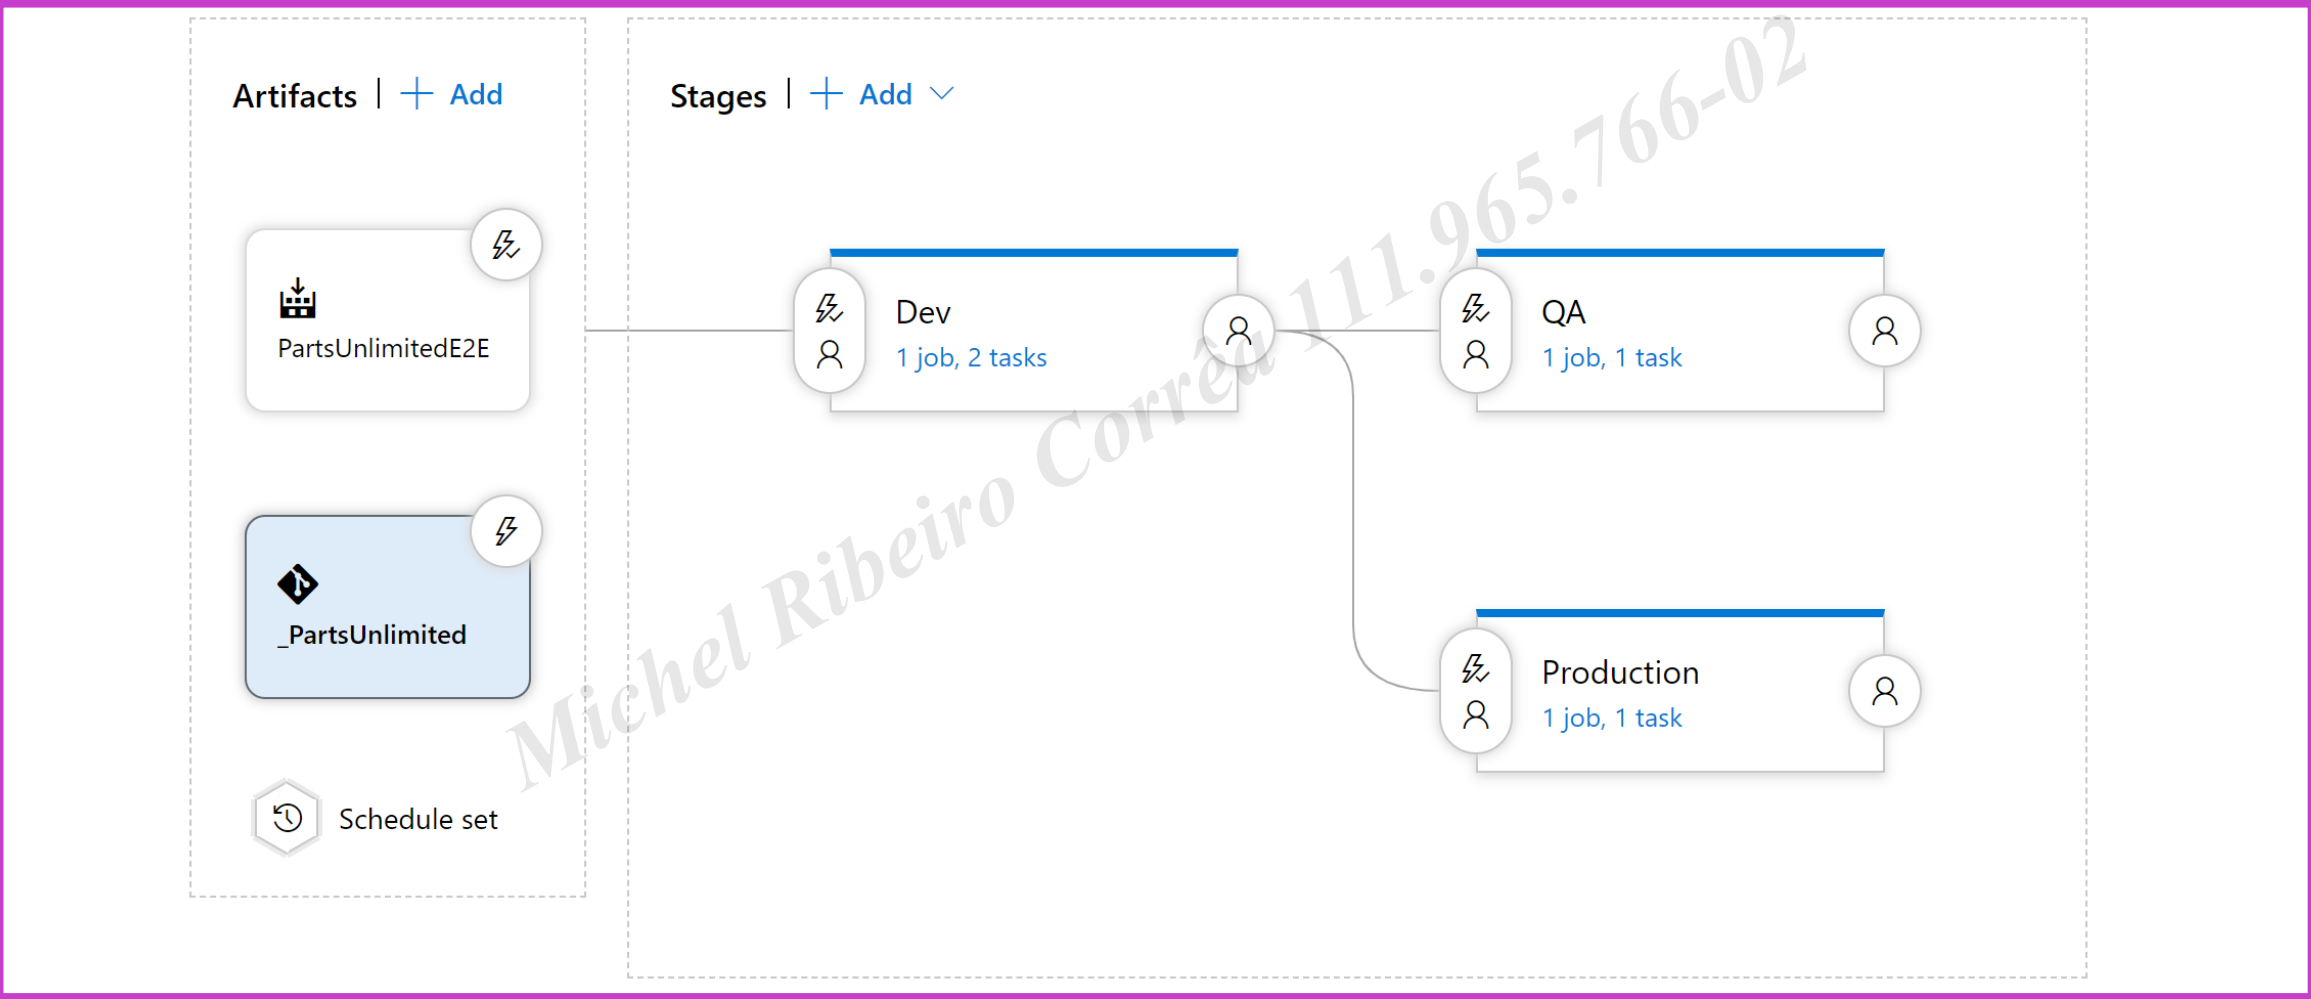 Artifacts | + Add
PartsUnlimitedE2E
_PartsUnlimited
Schedule set
Stages | + Add
Dev
1 job, 2 tasks
QA
1 job, 1 task
Production
1 job, 1 task
Michel Ribeiro Corrêa 111.965.766-02